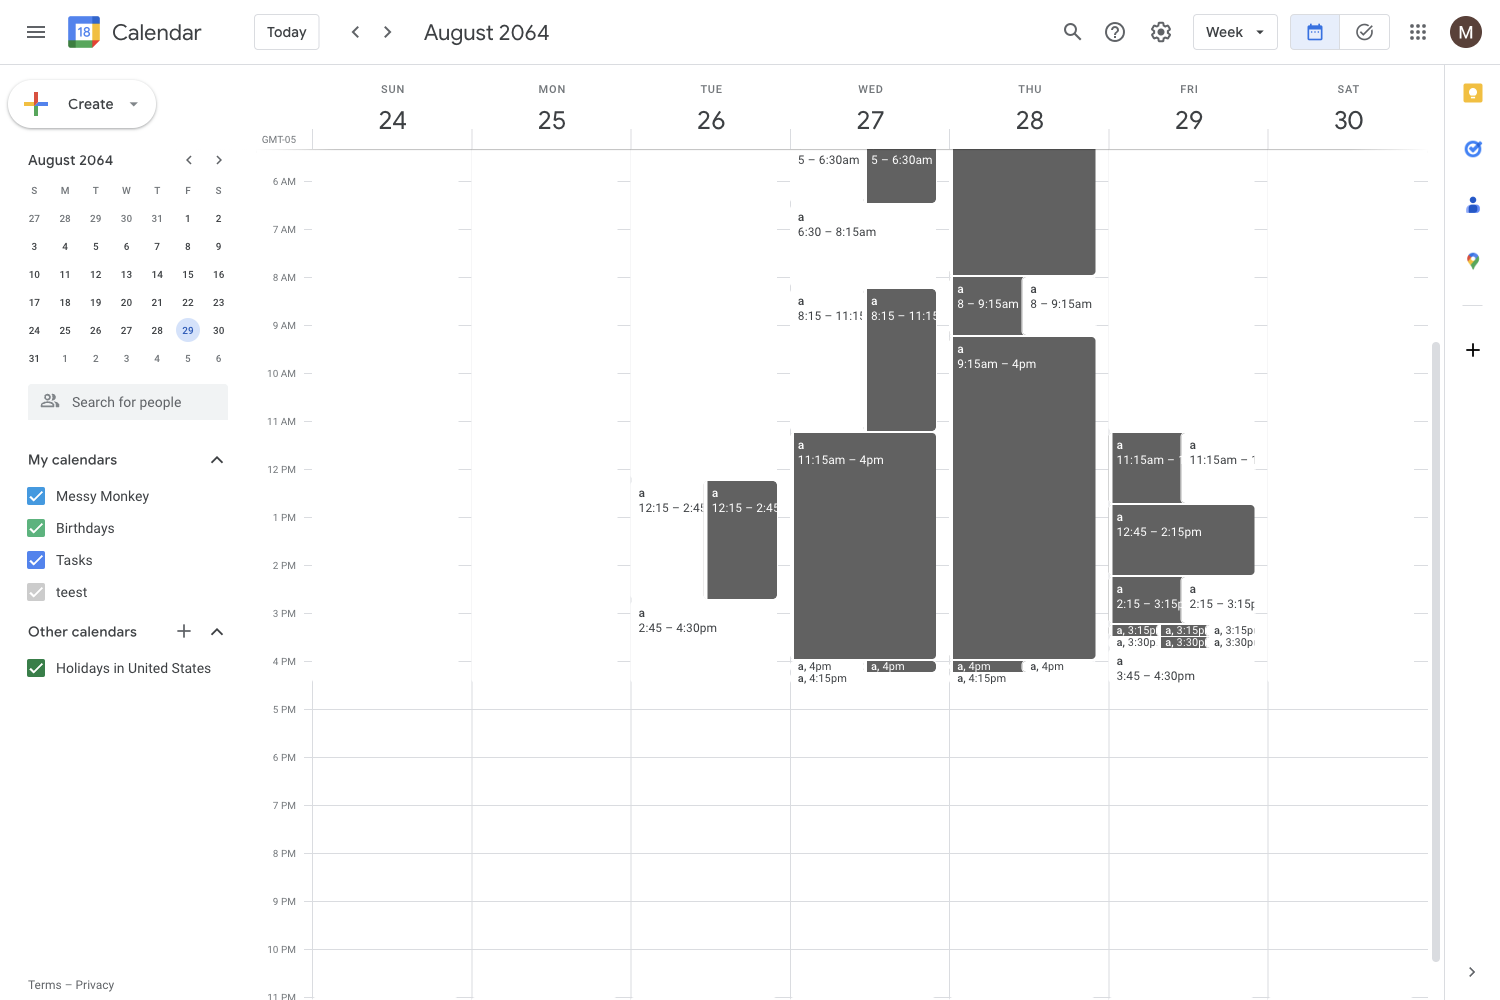 18 Calendar
Today
August 2064
Week
M
Create
August 2064
S M T W T F S
27 28 29 30 31 1 2
3 4 5 6 7 8 9
10 11 12 13 14 15 16
17 18 19 20 21 22 23
24 25 26 27 28 29 30
31 1 2 3 4 5 6
Search for people
My calendars
Messy Monkey
Birthdays
Tasks
teest
Other calendars
Holidays in United States
Terms – Privacy
GMT-05
SUN MON TUE WED THU FRI SAT
24 25 26 27 28 29 30
6 AM
7 AM
8 AM
9 AM
10 AM
11 AM
12 PM
1 PM
2 PM
3 PM
4 PM
5 PM
6 PM
7 PM
8 PM
9 PM
10 PM
11 PM
a
12:15 – 2:45
a
12:15 – 2:45
a
2:45 – 4:30pm
5 – 6:30am
5 – 6:30am
a
6:30 – 8:15am
a
8:15 – 11:15
a
8:15 – 11:15
a
11:15am – 4pm
a, 4pm
a, 4pm
a, 4:15pm
a
8 – 9:15am
a
8 – 9:15am
a
9:15am – 4pm
a, 4pm
a, 4pm
a, 4:15pm
a
11:15am – 1
a
11:15am – 1
a
12:45 – 2:15pm
a
2:15 – 3:15p
a
2:15 – 3:15p
a, 3:15p
a, 3:15p
a, 3:15p
a, 3:30p
a, 3:30p
a, 3:30p
a
3:45 – 4:30pm